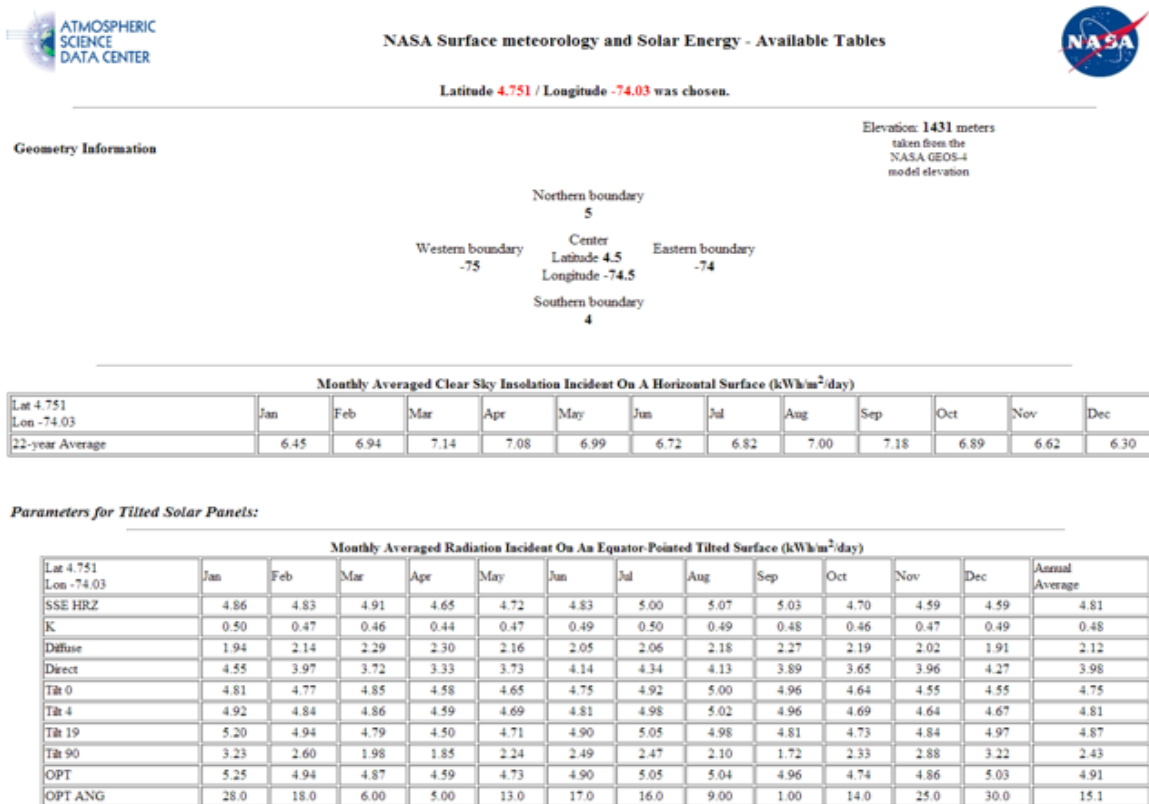 ATMOSPHERIC
SCIENCE
DATA CENTER
NASA Surface meteorology and Solar Energy - Available Tables
NASA
Latitude 4.751 / Longitude -74.03 was chosen.
Geometry Information
Elevation: 1431 meters
taken from the
NASA GEOS-4
model elevation
Northern boundary
5
Western boundary
-75
Center
Latitude 4.5
Longitude -74.5
Eastern boundary
-74
Southern boundary
4
Monthly Averaged Clear Sky Insolation Incident On A Horizontal Surface (kWh/m²/day)
Lat 4.751
Lon -74.03
Jan Feb Mar Apr May Jun Jul Aug Sep Oct Nov Dec
22-year Average 6.45 6.94 7.14 7.08 6.99 6.72 6.82 7.00 7.18 6.89 6.62 6.30
Parameters for Tilted Solar Panels:
Monthly Averaged Radiation Incident On An Equator-Pointed Tilted Surface (kWh/m²/day)
Lat 4.751
Lon -74.03
Jan Feb Mar Apr May Jun Jul Aug Sep Oct Nov Dec Annual
Average
SSE HRZ 4.86 4.83 4.91 4.65 4.72 4.83 5.00 5.07 5.03 4.70 4.59 4.59 4.81
K 0.50 0.47 0.46 0.44 0.47 0.49 0.50 0.49 0.48 0.46 0.47 0.49 0.48
Diffuse 1.94 2.14 2.29 2.30 2.16 2.05 2.06 2.18 2.27 2.19 2.02 1.91 2.12
Direct 4.55 3.97 3.72 3.33 3.73 4.14 4.34 4.13 3.89 3.65 3.96 4.27 3.98
Tilt 0 4.81 4.77 4.85 4.58 4.65 4.75 4.92 5.00 4.96 4.64 4.55 4.55 4.75
Tilt 4 4.92 4.84 4.86 4.59 4.69 4.81 4.98 5.02 4.96 4.69 4.64 4.67 4.81
Tilt 19 5.20 4.94 4.79 4.50 4.71 4.90 5.05 4.98 4.81 4.73 4.84 4.97 4.87
Tilt 90 3.23 2.60 1.98 1.85 2.24 2.49 2.47 2.10 1.72 2.33 2.88 3.22 2.43
OPT 5.25 4.94 4.87 4.59 4.73 4.90 5.05 5.04 4.96 4.74 4.86 5.03 4.91
OPT ANG 28.0 18.0 6.00 5.00 13.0 17.0 16.0 9.00 1.00 14.0 25.0 30.0 15.1